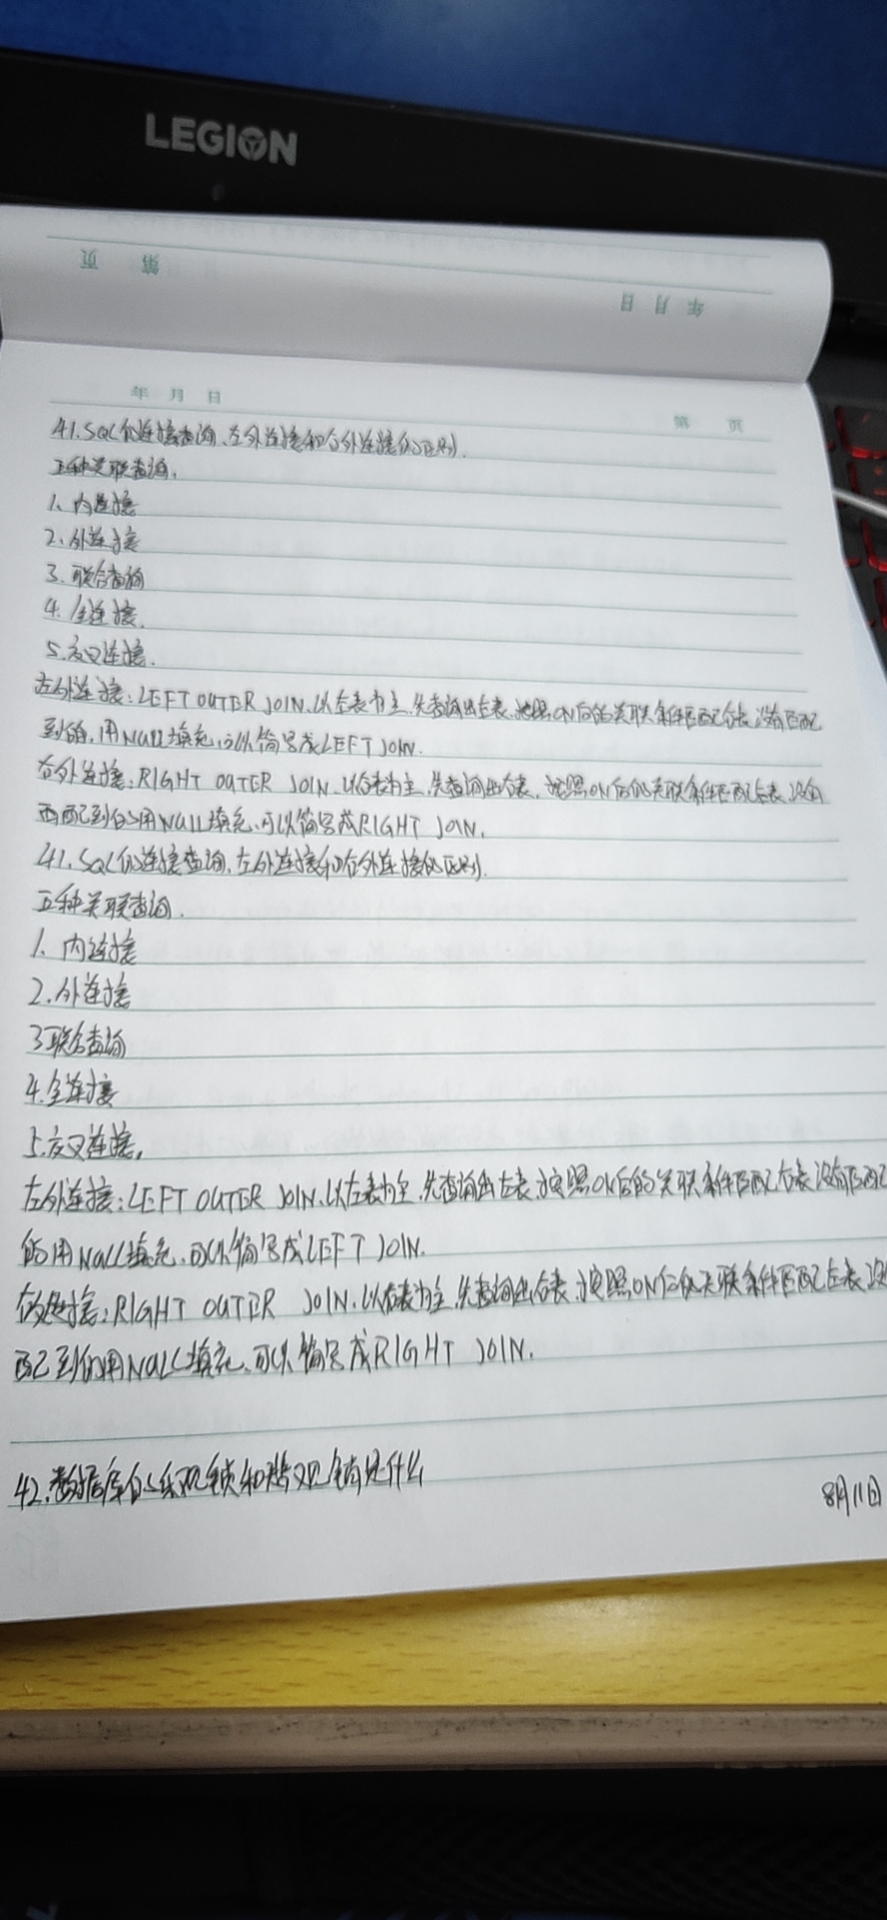 LEGION
第 页
年 月 日
年 月 日
第 页
41.SQL的连接查询、左外连接和右外连接的区别.
五种关联查询.
1、内连接
2、外连接
3、联合查询
4、全连接.
5、交叉连接.
左外连接:LEFT OUTER JOIN.以左表为主,先查询出左表,按照ON后的关联条件匹配右表,没有匹配
到的,用NULL填充,可以简写成LEFT JOIN.
右外连接:RIGHT OUTER JOIN.以右表为主,先查询出右表,按照ON后的关联条件匹配左表,没有
匹配到的用NULL填充,可以简写成RIGHT JOIN.
41.SQL的连接查询,左外连接和右外连接的区别.
五种关联查询.
1、内连接
2.外连接
3联合查询
4.全连接
5.交叉连接.
左外连接:LEFT OUTER JOIN.以左表为主,先查询出左表,按照ON后的关联条件匹配右表没有匹配
的用NULL填充,可以简写成LEFT JOIN.
右外连接:RIGHT OUTER JOIN.以右表为主,先查询出右表,按照ON后的关联条件匹配左表,没
匹配到的用NULL填充,可以简写成RIGHT JOIN.
42.数据库的乐观锁和悲观锁是什么
8月11日